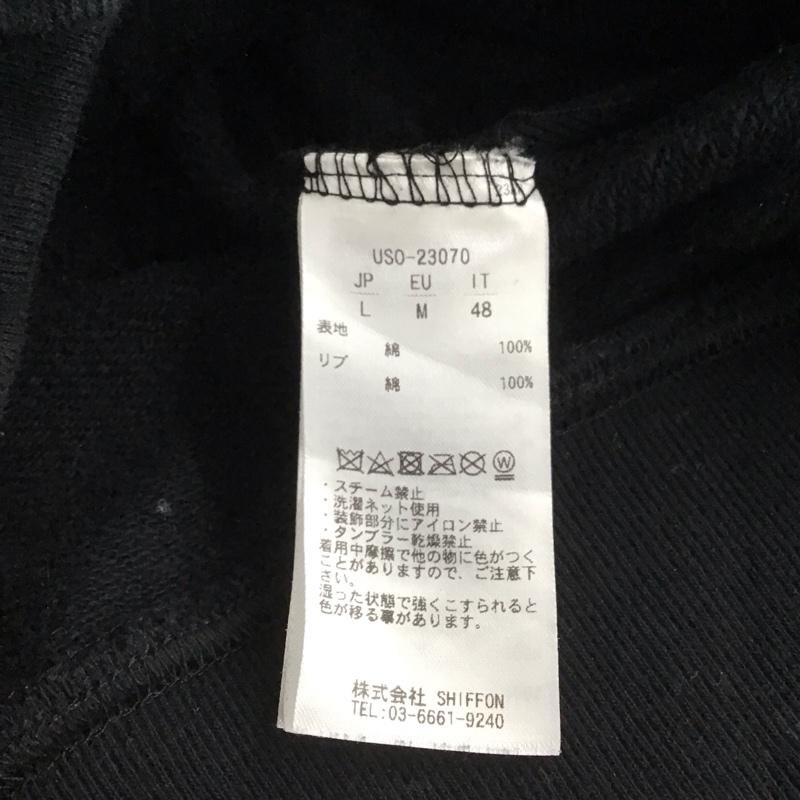 USO-23070
JP EU IT
L M 48
表地
綿 100%
リブ
綿 100%
W
・スチーム禁止
・洗濯ネット使用
・装飾部分にアイロン禁止
・タンブラー乾燥禁止
着用中摩擦で他の物に色がつく
ことがありますので、ご注意下
さい。
湿った状態で強くこすられると
色が移る事があります。
株式会社 SHIFFON
TEL:03-6661-9240